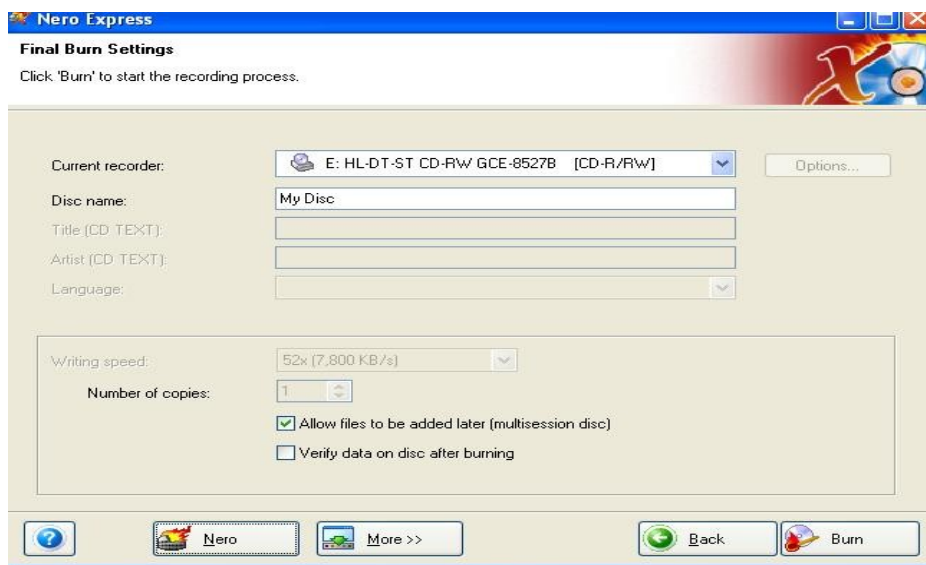 Nero Express
Final Burn Settings
Click 'Burn' to start the recording process.
Current recorder: E: HL-DT-ST CD-RW GCE-8527B [CD-R/RW] Options...
Disc name: My Disc
Title (CD TEXT):
Artist (CD TEXT):
Language:
Writing speed: 52x (7,800 KB/s)
Number of copies: 1
Allow files to be added later (multisession disc)
Verify data on disc after burning
Nero More >> Back Burn